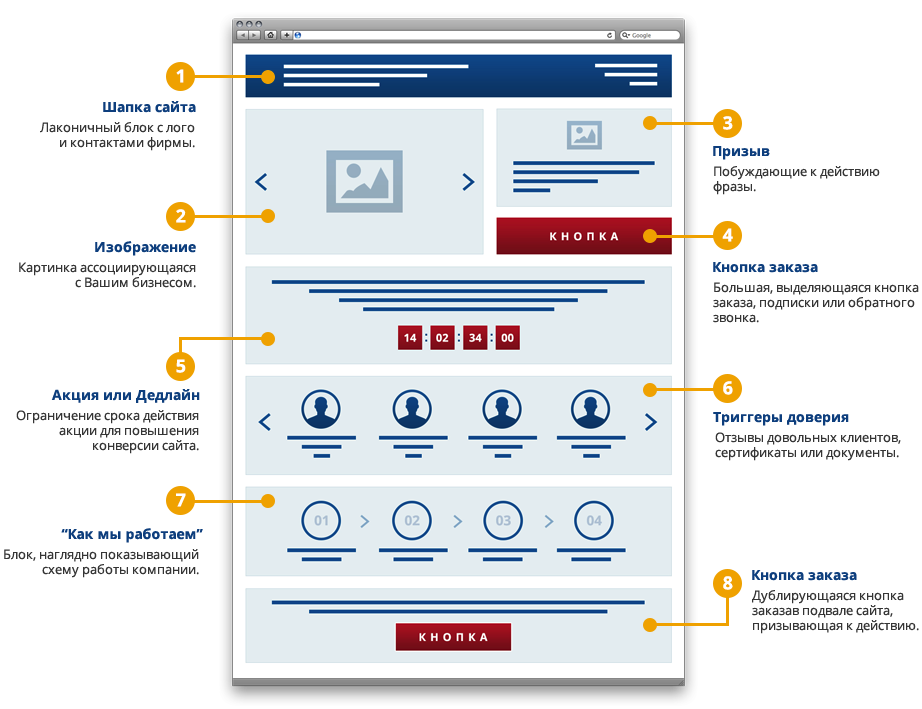 Google
1
Шапка сайта
Лаконичный блок с лого
и контактами фирмы.
2
Изображение
Картинка ассоциирующаяся
с Вашим бизнесом.
3
Призыв
Побуждающие к действию
фразы.
КНОПКА
4
Кнопка заказа
Большая, выделяющаяся кнопка
заказа, подписки или обратного
звонка.
14 : 02 : 34 : 00
5
Акция или Дедлайн
Ограничение срока действия
акции для повышения
конверсии сайта.
6
Триггеры доверия
Отзывы довольных клиентов,
сертификаты или документы.
7
“Как мы работаем”
Блок, наглядно показывающий
схему работы компании.
01 02 03 04
8
Кнопка заказа
Дублирующаяся кнопка
заказав подвале сайта,
призывающая к действию.
КНОПКА